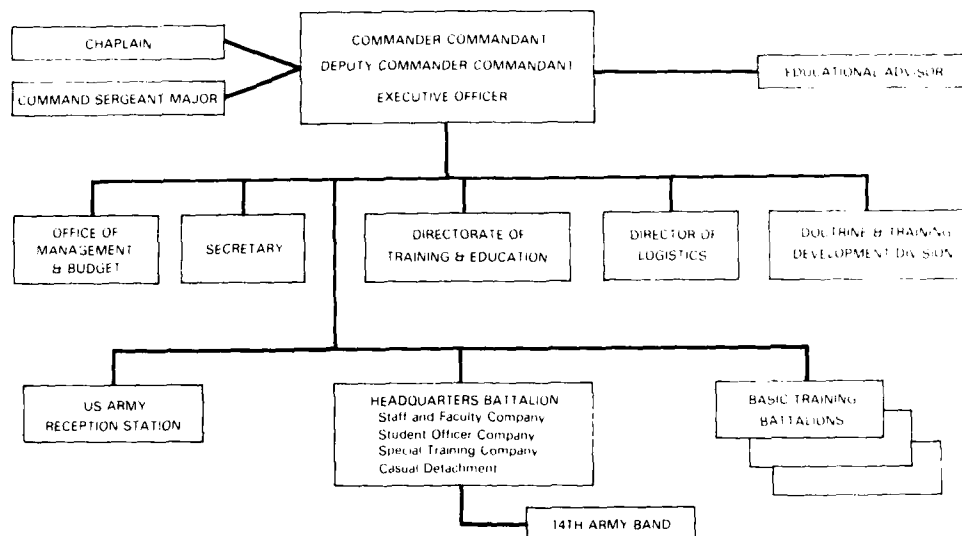 CHAPLAIN
COMMAND SERGEANT MAJOR
COMMANDER COMMANDANT
DEPUTY COMMANDER COMMANDANT
EXECUTIVE OFFICER
EDUCATIONAL ADVISOR
OFFICE OF
MANAGEMENT
& BUDGET
SECRETARY
DIRECTORATE OF
TRAINING & EDUCATION
DIRECTOR OF
LOGISTICS
DOCTRINE & TRAINING
DEVELOPMENT DIVISION
US ARMY
RECEPTION STATION
HEADQUARTERS BATTALION
Staff and Faculty Company
Student Officer Company
Special Training Company
Casual Detachment
BASIC TRAINING
BATTALIONS
14TH ARMY BAND